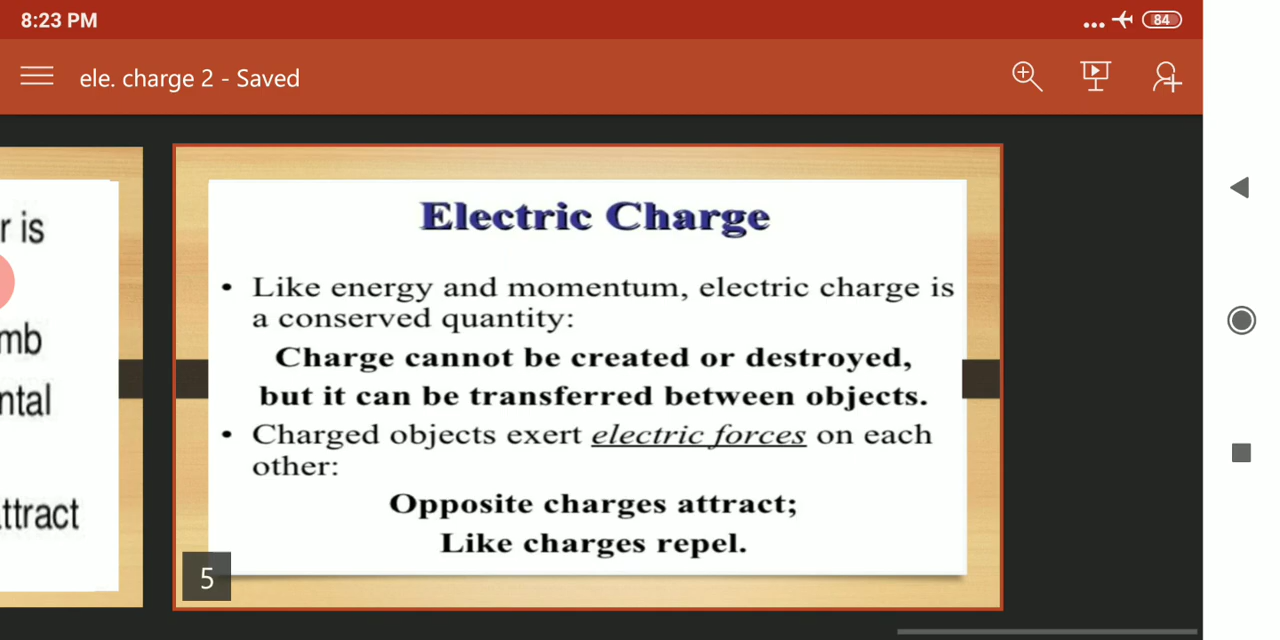 8:23 PM
84
ele. charge 2 - Saved
r is
mb
ntal
ttract
Electric Charge
• Like energy and momentum, electric charge is
a conserved quantity:
Charge cannot be created or destroyed,
but it can be transferred between objects.
• Charged objects exert electric forces on each
other:
Opposite charges attract;
Like charges repel.
5